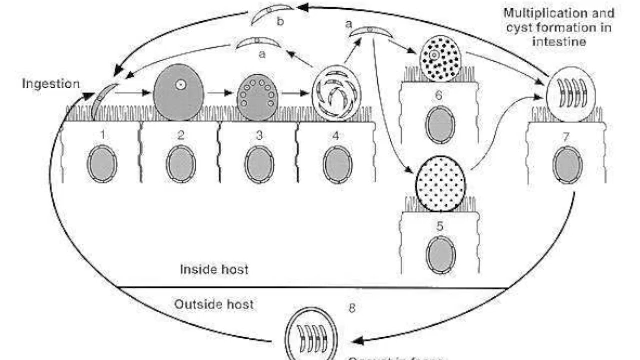 b
a
a
Multiplication and
cyst formation in
intestine
Ingestion
1
2
3
4
6
7
5
Inside host
Outside host
8